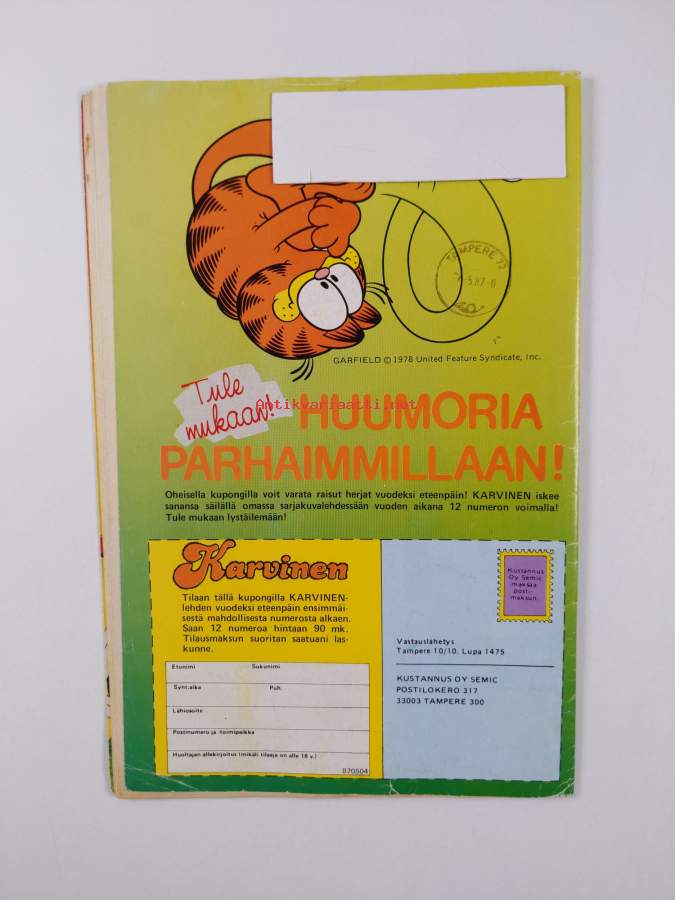 TAMPERE 72
GARFIELD © 1978 United Feature Syndicate, Inc.
Tule
mukaan!
Antikvariaatti.net
HUUMORIA
PARHAIMMILLAAN!
Oheisella kupongilla voit varata raisut herjat vuodeksi eteenpäin! KARVINEN iskee
sanansa säilällä omassa sarjakuvalehdessään vuoden aikana 12 numeron voimalla!
Tule mukaan lystäilemään!
Karvinen
Tilaan tällä kupongilla KARVINEN-
lehden vuodeksi eteenpäin ensimmäi-
sestä mahdollisesta numerosta alkaen.
Saan 12 numeroa hintaan 90 mk.
Tilausmaksun suoritan saatuani las-
kunne.
Etunimi Sukunimi
Synt.aika Puh.
Lähiosoite
Postinumero ja -toimipaikka
Huoltajan allekirjoitus (mikäli tilaaja on alle 18 v.)
870504
Kustannus
Oy Semic
maksaa
posti-
maksun.
Vastauslähetys
Tampere 10/10. Lupa 1475
KUSTANNUS OY SEMIC
POSTILOKERO 317
33003 TAMPERE 300